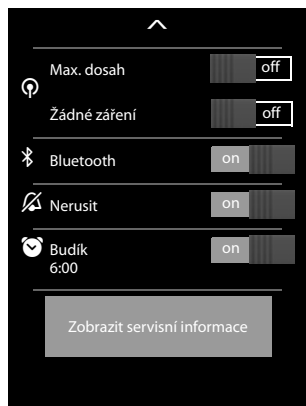 Max. dosah off
Žádné záření off
Bluetooth on
Nerusit on
Budík on
6:00
Zobrazit servisní informace